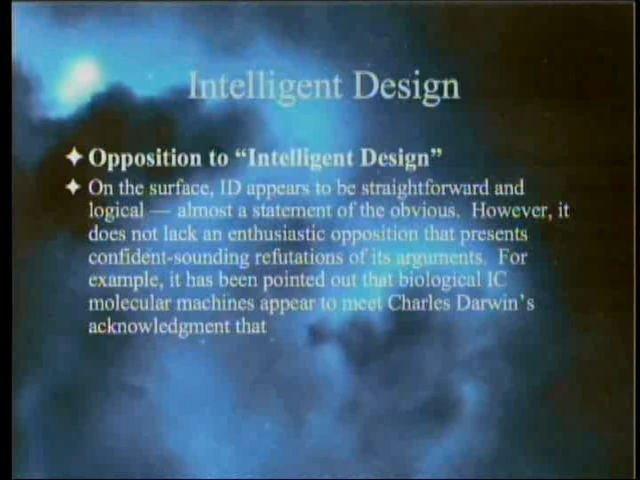 Intelligent Design
Opposition to “Intelligent Design”
On the surface, ID appears to be straightforward and
logical — almost a statement of the obvious. However, it
does not lack an enthusiastic opposition that presents
confident-sounding refutations of its arguments. For
example, it has been pointed out that biological IC
molecular machines appear to meet Charles Darwin’s
acknowledgment that